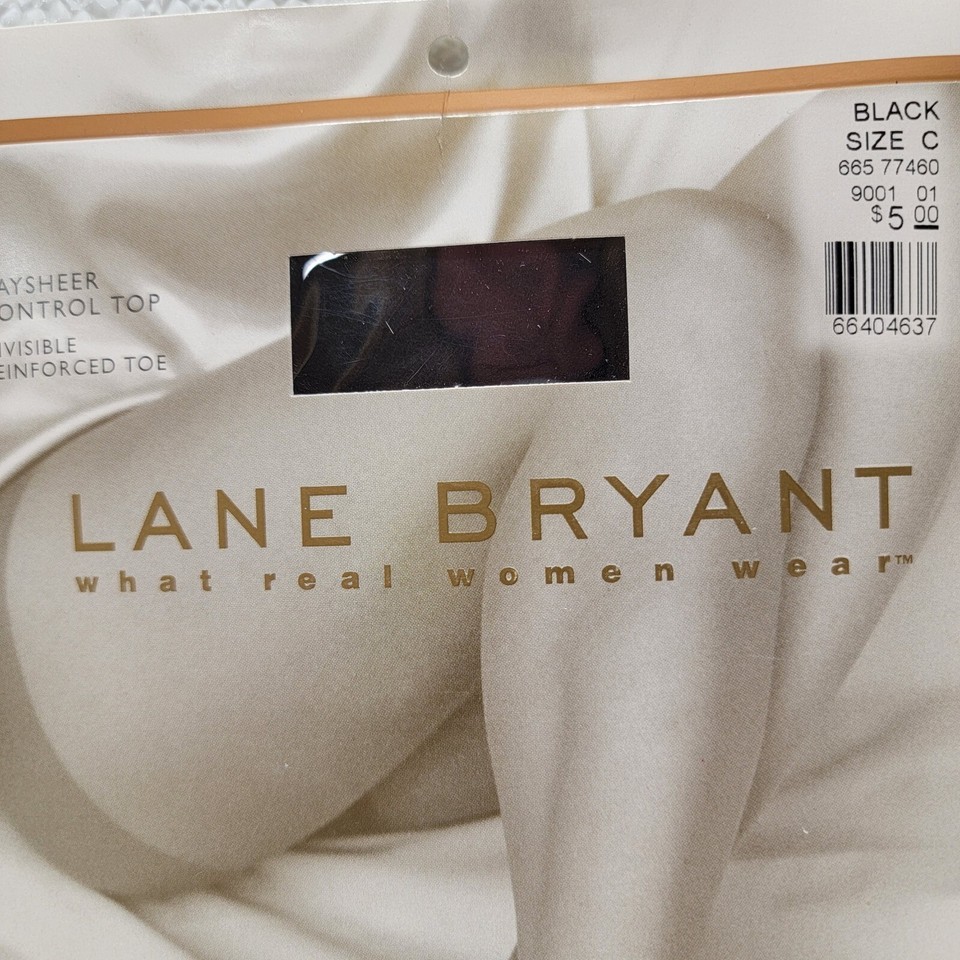 BLACK
SIZE C
665 77460
9001 01
$5 00
66404637
AYSHEER
ONTROL TOP
VISIBLE
EINFORCED TOE
LANE BRYANT
what real women wear™